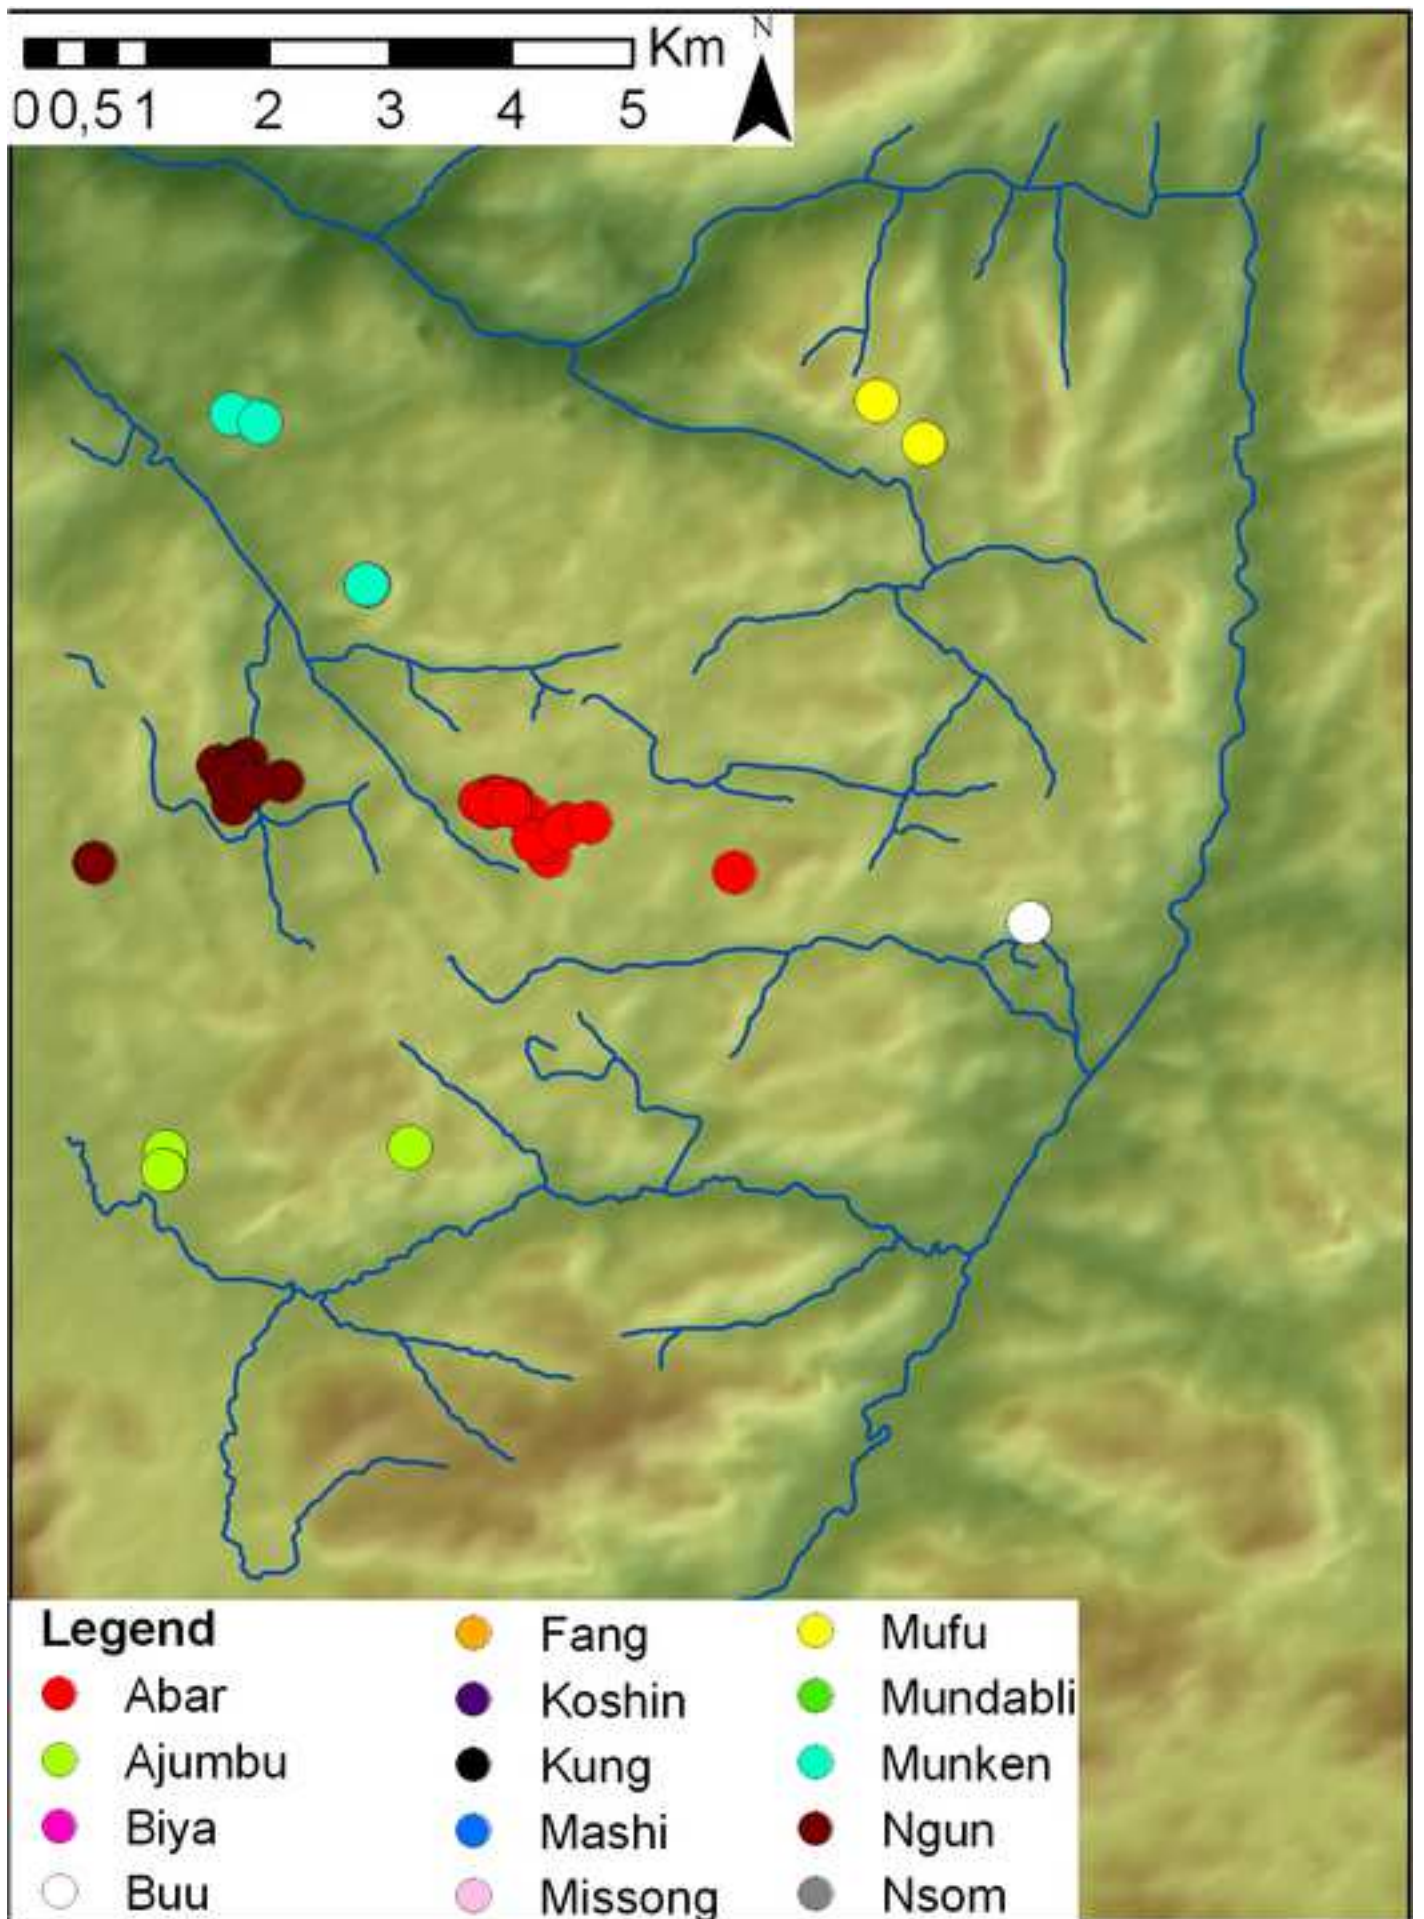 N
Km
0 0,5 1 2 3 4 5
Legend
Abar
Ajumbu
Biya
Buu
Fang
Koshin
Kung
Mashi
Missong
Mufu
Mundabli
Munken
Ngun
Nsom